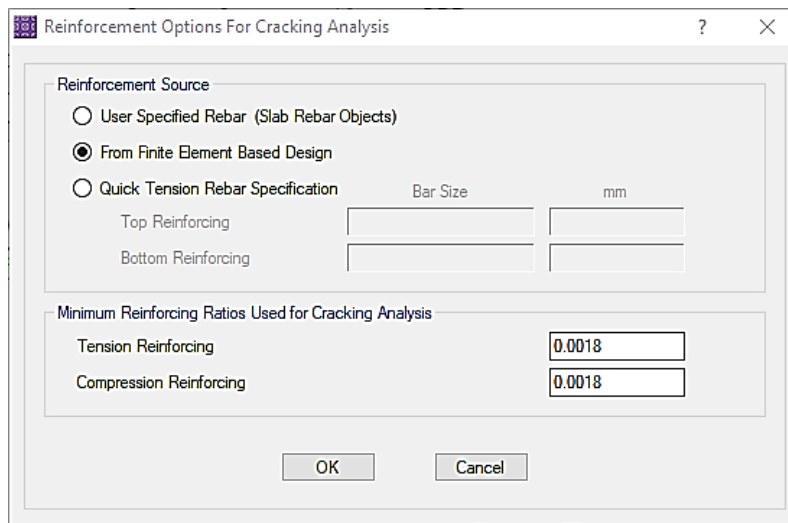 Reinforcement Options For Cracking Analysis
?
Reinforcement Source
User Specified Rebar (Slab Rebar Objects)
From Finite Element Based Design
Quick Tension Rebar Specification Bar Size mm
Top Reinforcing
Bottom Reinforcing
Minimum Reinforcing Ratios Used for Cracking Analysis
Tension Reinforcing 0.0018
Compression Reinforcing 0.0018
OK Cancel